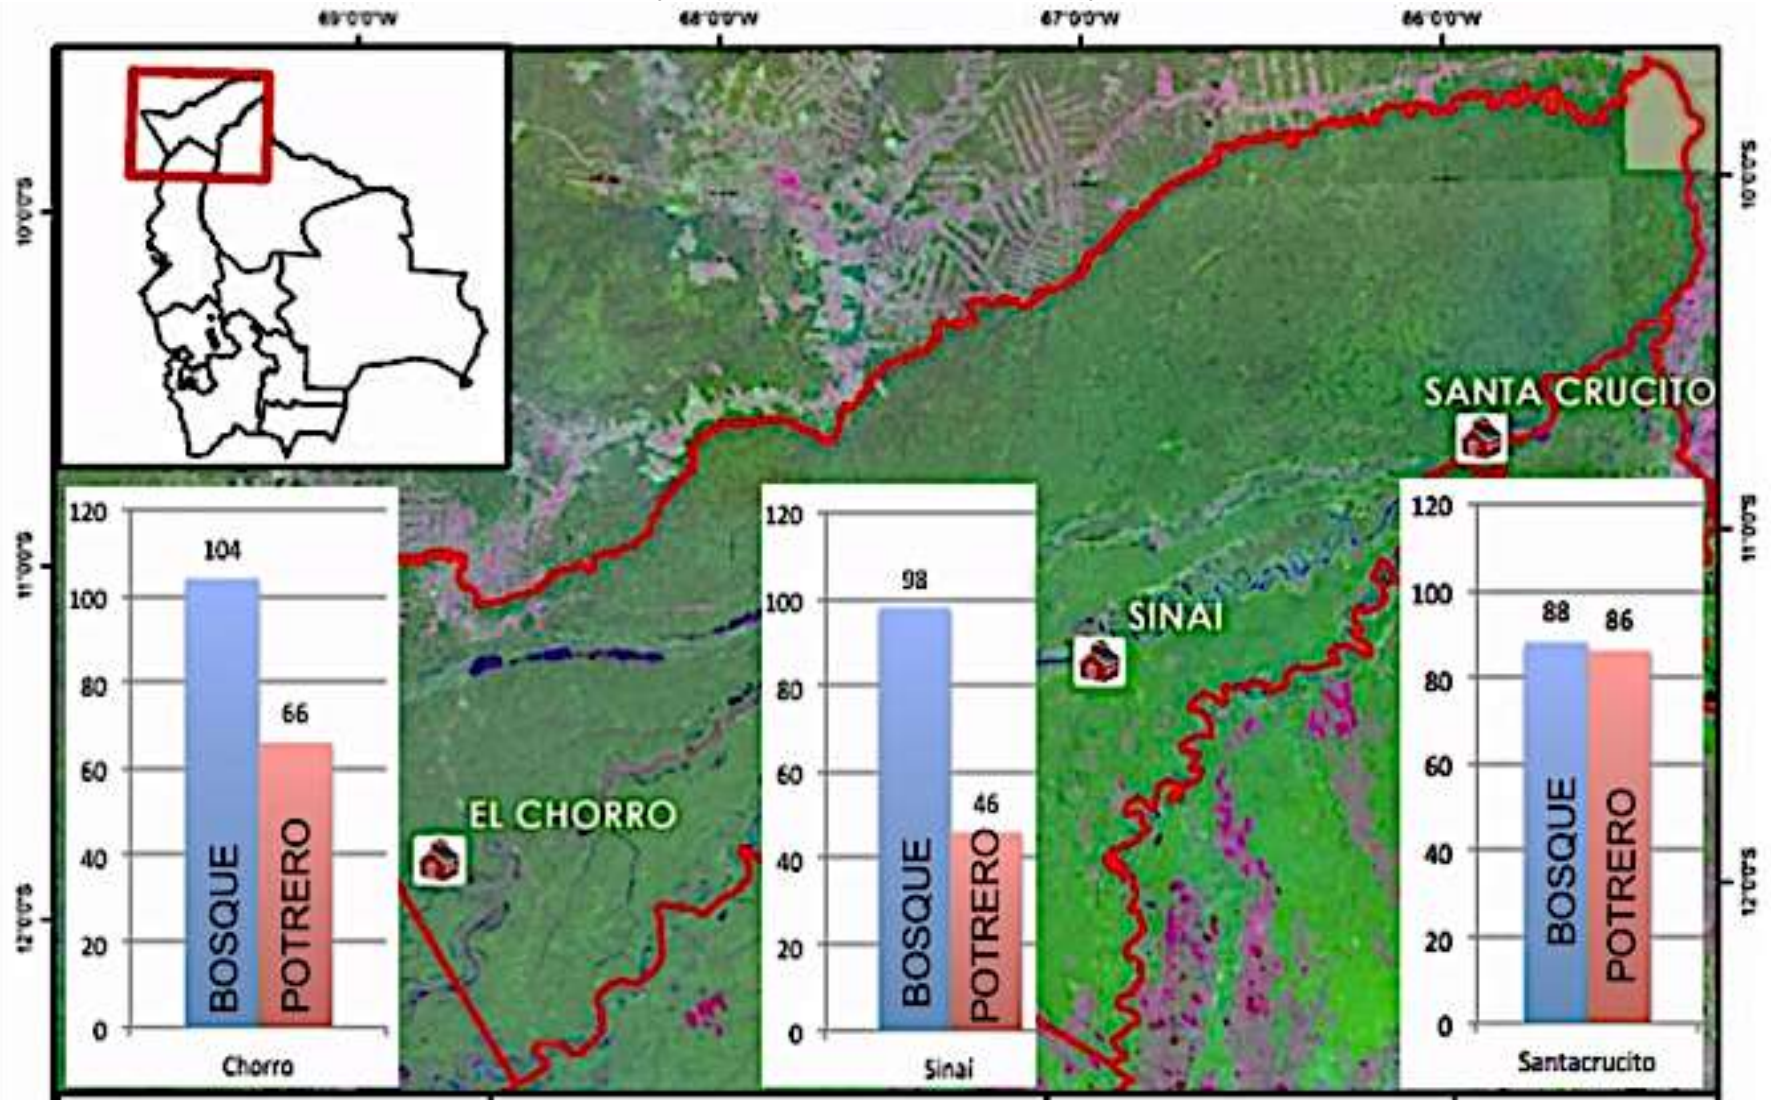 69°0'0"W 68°0'0"W 67°0'0"W 66°0'0"W
10°0'0"S
10°0'0"S
SANTA CRUCITO
11°0'0"S
11°0'0"S
SINAI
EL CHORRO
12°0'0"S
12°0'0"S
120
100
80
60
40
20
0
104
66
BOSQUE
POTRERO
Chorro
120
100
80
60
40
20
0
98
46
BOSQUE
POTRERO
Sinaí
120
100
80
60
40
20
0
88
86
BOSQUE
POTRERO
Santacrucito